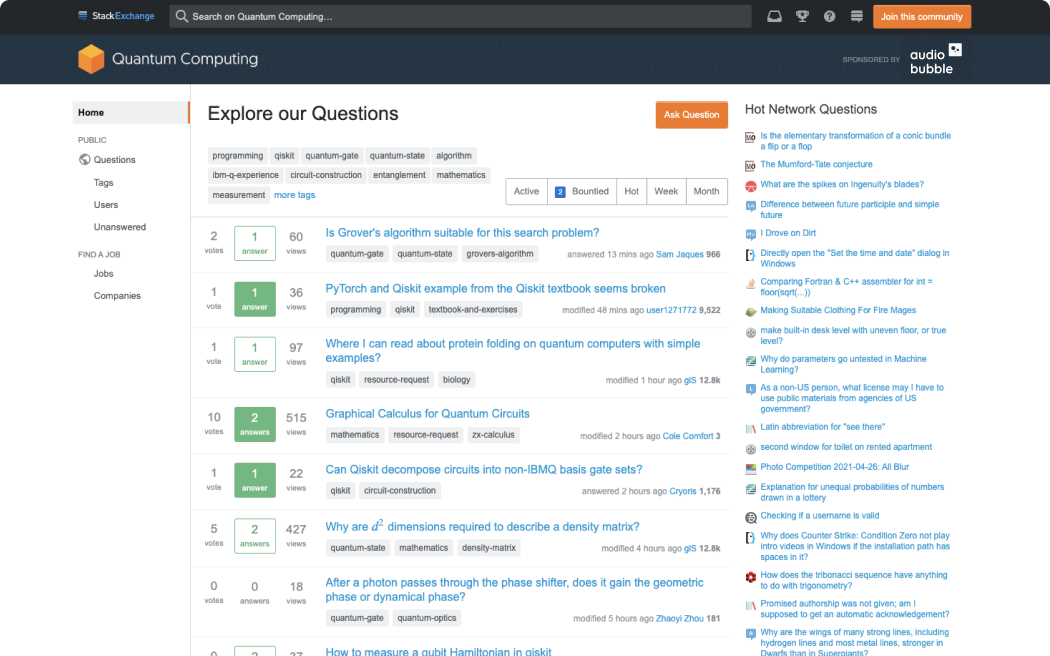 StackExchange
Search on Quantum Computing...
Join this community
Quantum Computing
SPONSORED BY
audio
bubble
Home
PUBLIC
Questions
Tags
Users
Unanswered
FIND A JOB
Jobs
Companies
Explore our Questions
Ask Question
programming qiskit quantum-gate quantum-state algorithm
ibm-q-experience circuit-construction entanglement mathematics
measurement more tags
Active 2 Bountied Hot Week Month
2 votes 1 answer 60 views
Is Grover's algorithm suitable for this search problem?
quantum-gate quantum-state grovers-algorithm
answered 13 mins ago Sam Jaques 966
1 vote 1 answer 36 views
PyTorch and Qiskit example from the Qiskit textbook seems broken
programming qiskit textbook-and-exercises
modified 48 mins ago user1271772 9,522
1 vote 1 answer 97 views
Where I can read about protein folding on quantum computers with simple
examples?
qiskit resource-request biology
modified 1 hour ago glS 12.8k
10 votes 2 answers 515 views
Graphical Calculus for Quantum Circuits
mathematics resource-request zx-calculus
modified 2 hours ago Cole Comfort 3
1 vote 1 answer 22 views
Can Qiskit decompose circuits into non-IBMQ basis gate sets?
qiskit circuit-construction
answered 2 hours ago Cryoris 1,176
5 votes 2 answers 427 views
Why are d² dimensions required to describe a density matrix?
quantum-state mathematics density-matrix
modified 4 hours ago glS 12.8k
0 votes 0 answers 18 views
After a photon passes through the phase shifter, does it gain the geometric
phase or dynamical phase?
quantum-gate quantum-optics
modified 5 hours ago Zhaoyi Zhou 181
How to measure a qubit Hamiltonian in qiskit
Hot Network Questions
Is the elementary transformation of a conic bundle
a flip or a flop
The Mumford-Tate conjecture
What are the spikes on Ingenuity's blades?
Difference between future participle and simple
future
I Drove on Dirt
Directly open the "Set the time and date" dialog in
Windows
Comparing Fortran & C++ assembler for int =
floor(sqrt(...))
Making Suitable Clothing For Fire Mages
make built-in desk level with uneven floor, or true
level?
Why do parameters go untested in Machine
Learning?
As a non-US person, what license may I have to
use public materials from agencies of US
government?
Latin abbreviation for "see there"
second window for toilet on rented apartment
Photo Competition 2021-04-26: All Blur
Explanation for unequal probabilities of numbers
drawn in a lottery
Checking if a username is valid
Why does Counter Strike: Condition Zero not play
intro videos in Windows if the installation path has
spaces in it?
How does the tribonacci sequence have anything
to do with trigonometry?
Promised authorship was not given; am I
supposed to get an automatic acknowledgement?
Why are the wings of many strong lines, including
hydrogen lines and most metal lines, stronger in
Dwarfs than in Supergiants?